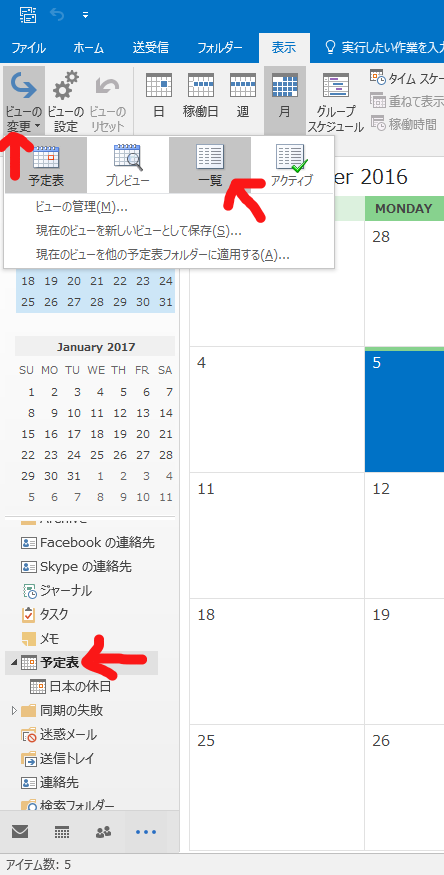 ファイル ホーム 送受信 フォルダー 表示 実行したい作業を入
ビューの変更 ビューの設定 ビューのリセット 日 稼働日 週 月 グループ スケジュール タイム スケー
重ねて表示
稼働時間
予定表 プレビュー 一覧 アクティブ
ビューの管理(M)...
現在のビューを新しいビューとして保存(S)...
現在のビューを他の予定表フォルダーに適用する(A)...
er 2016
MONDAY
28
4 5
11 12
18 19
25 26
18 19 20 21 22 23 24
25 26 27 28 29 30 31
January 2017
SU MO TU WE TH FR SA
1 2 3 4 5 6 7
8 9 10 11 12 13 14
15 16 17 18 19 20 21
22 23 24 25 26 27 28
29 30 31 1 2 3 4
5 6 7 8 9 10 11
Archive
Facebook の連絡先
Skype の連絡先
ジャーナル
タスク
メモ
予定表
日本の休日
同期の失敗
迷惑メール
送信トレイ
連絡先
検索フォルダー
アイテム数: 5